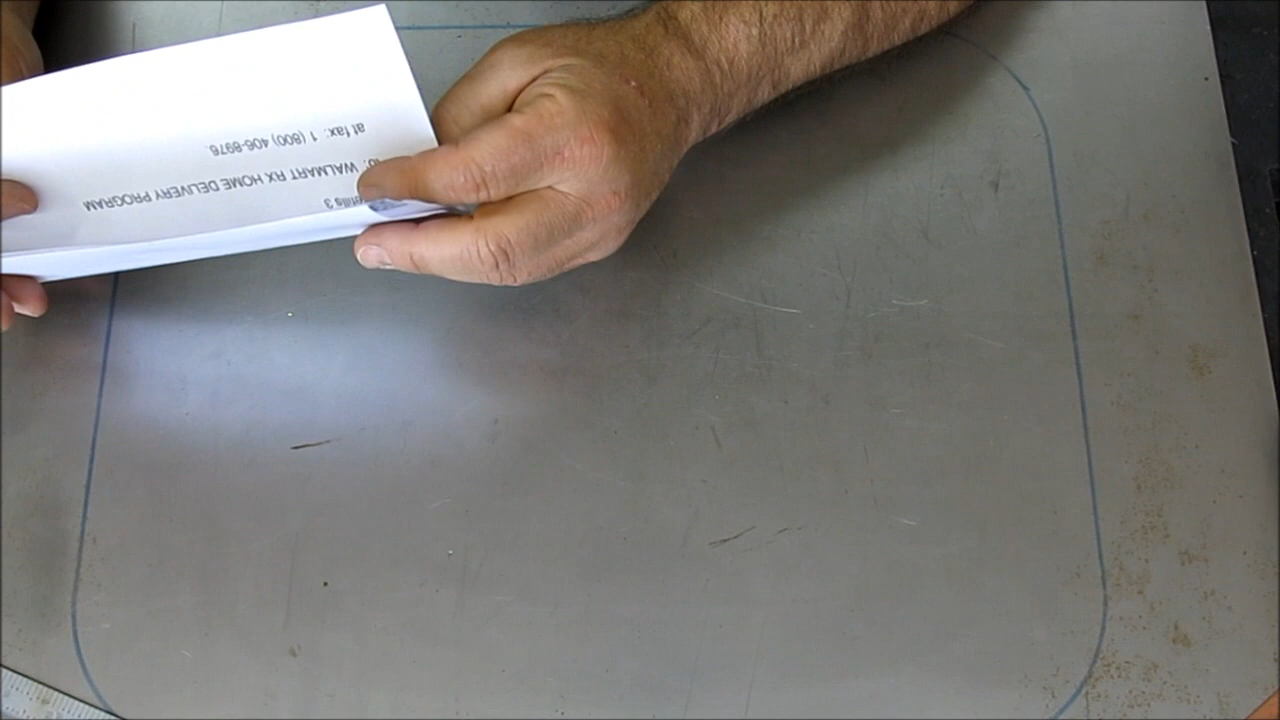 WALMART RX HOME DELIVERY PROGRAM
at fax: 1 (800) 406-8976.